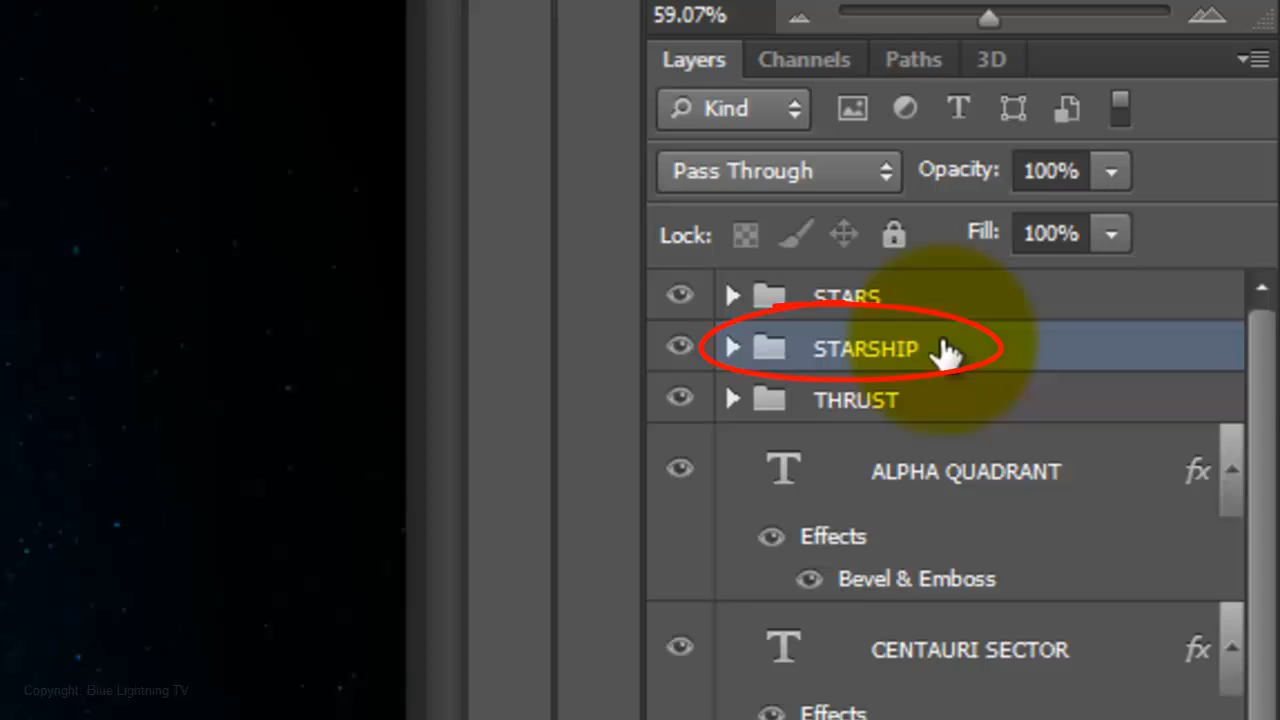 59.07%
Layers Channels Paths 3D
Kind T
Pass Through Opacity: 100%
Lock: Fill: 100%
STARS
STARSHIP
THRUST
T ALPHA QUADRANT fx
Effects
Bevel & Emboss
T CENTAURI SECTOR fx
Effects
Copyright: Blue Lightning TV